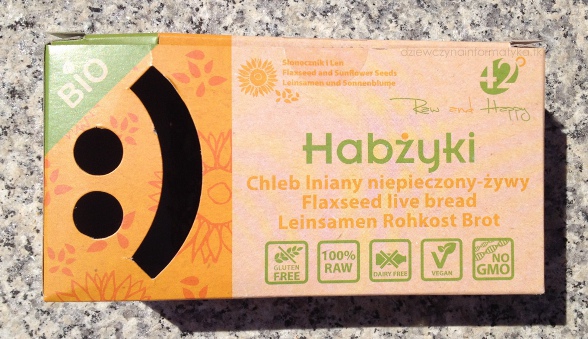 BIO
Słonecznik i Len
Flaxseed and Sunflower Seeds
Leinsamen und Sonnenblume
dziewczynainformatyka.pl
42°
Raw and Happy
Habżyki
Chleb lniany niepieczony-żywy
Flaxseed live bread
Leinsamen Rohkost Brot
GLUTEN FREE
100% RAW
DAIRY FREE
VEGAN
NO GMO